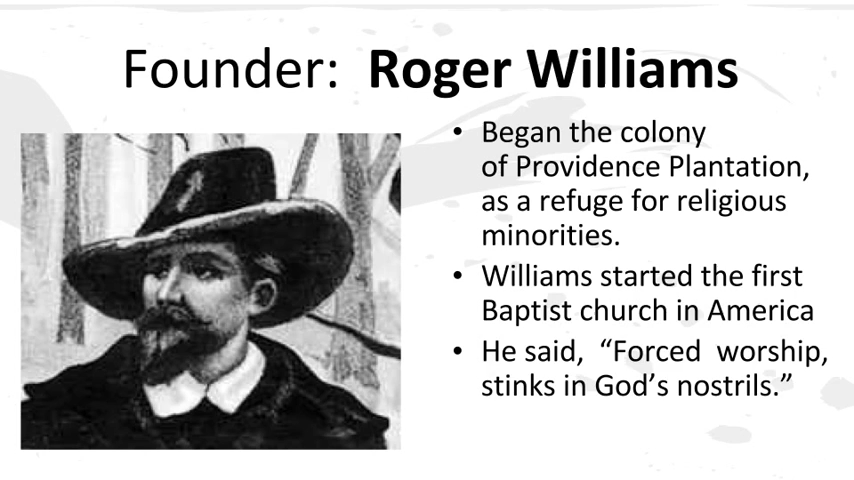 Founder: Roger Williams
• Began the colony
of Providence Plantation,
as a refuge for religious
minorities.
• Williams started the first
Baptist church in America
• He said, “Forced worship,
stinks in God’s nostrils.”